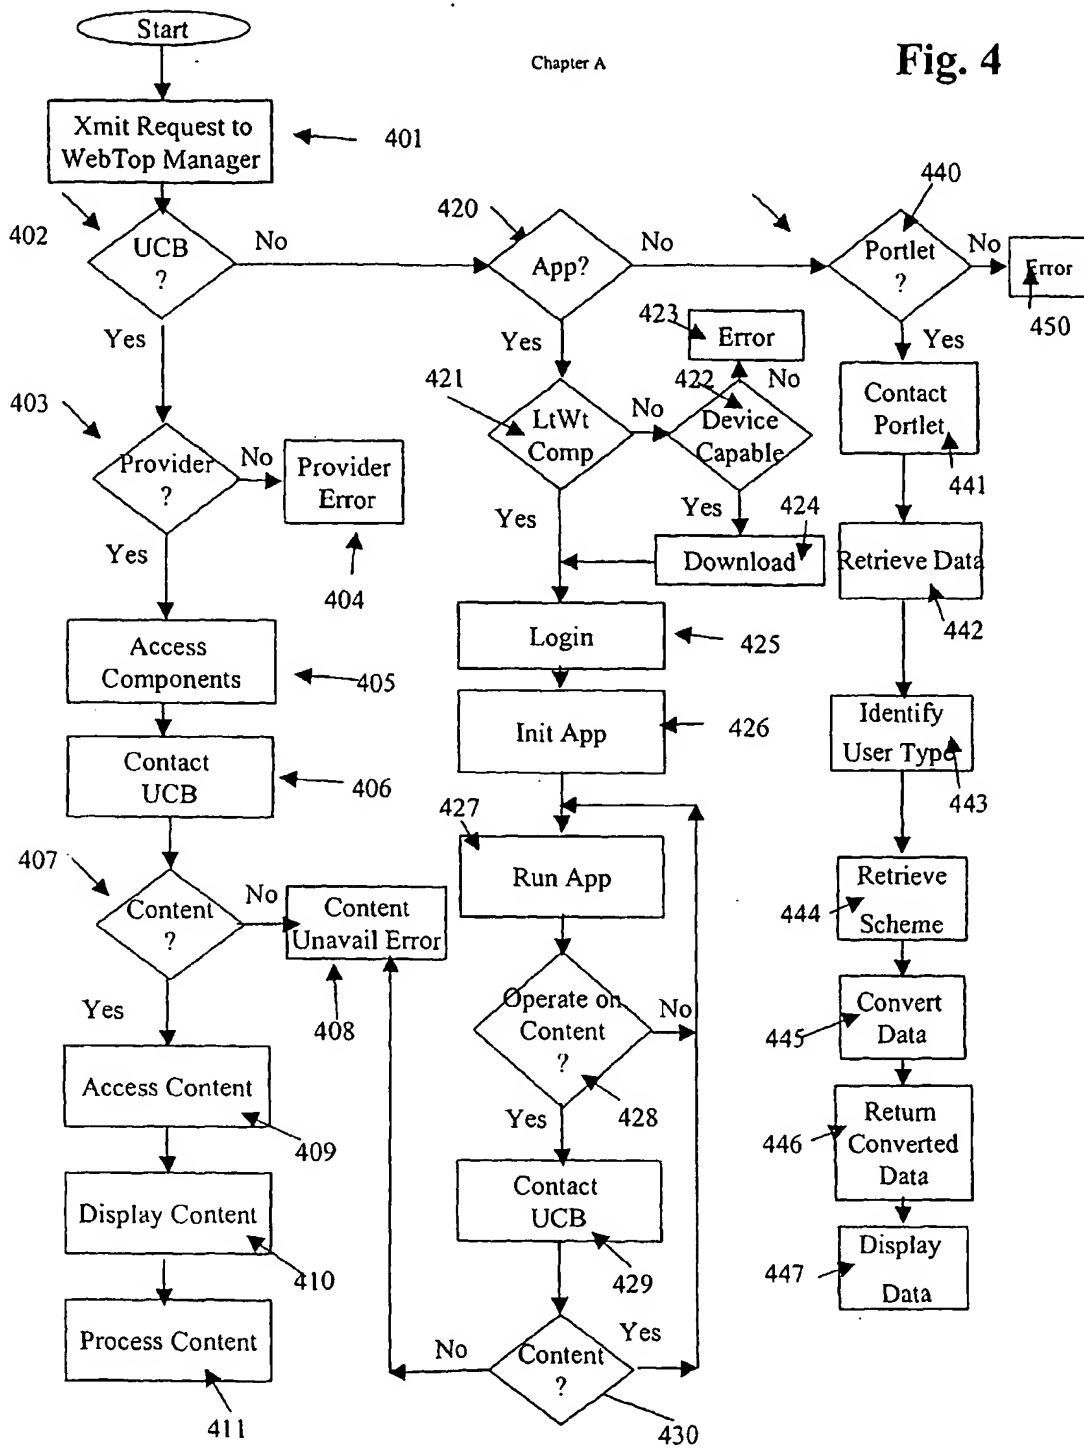 Start
Chapter A
Fig. 4
Xmit Request to
WebTop Manager
401
402
UCB
?
No
Yes
420
App?
No
Yes
440
Portlet
?
No
Yes
Error
450
403
Provider
?
No
Yes
Provider
Error
404
421
LtWt
Comp
No
Yes
423
Error
422
No
Device
Capable
Yes
424
Download
Contact
Portlet
441
Retrieve Data
442
Access
Components
405
Login
425
Identify
User Type
443
Contact
UCB
406
Init App
426
407
Content
?
No
Yes
Content
Unavail Error
408
427
Run App
444
Retrieve
Scheme
Operate on
Content
?
No
Yes
428
445
Convert
Data
Access Content
409
446
Return
Converted
Data
Display Content
410
Contact
UCB
429
447
Display
Data
Process Content
411
No
Content
?
Yes
430